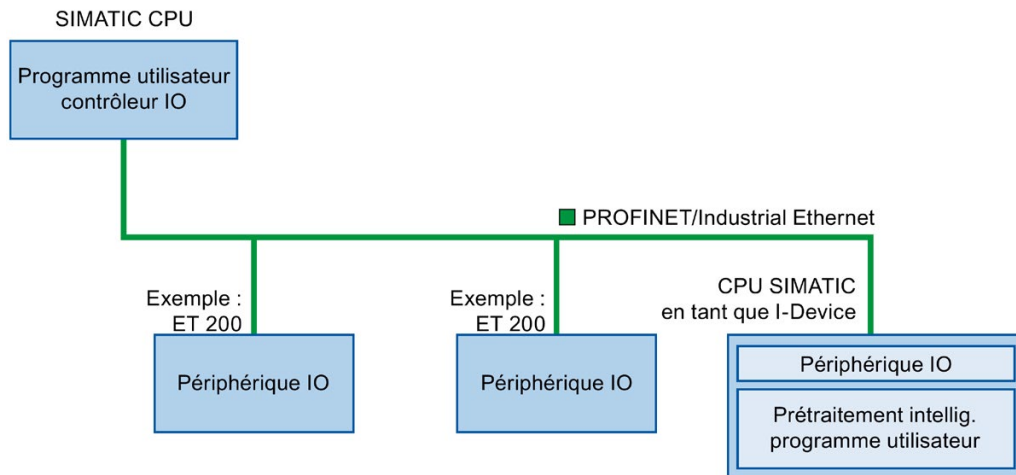 SIMATIC CPU
Programme utilisateur
contrôleur IO
PROFINET/Industrial Ethernet
Exemple :
ET 200
Périphérique IO
Exemple :
ET 200
Périphérique IO
CPU SIMATIC
en tant que I-Device
Périphérique IO
Prétraitement intellig.
programme utilisateur